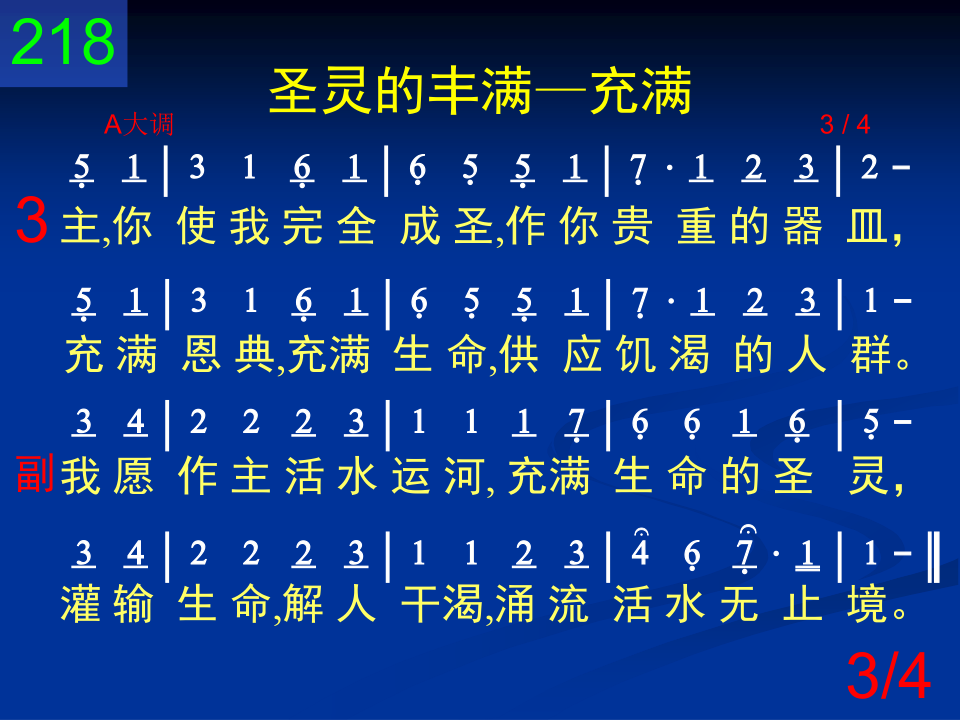 218
圣灵的丰满—充满
A大调 3 / 4
5 1 | 3 1 6 1 | 6 5 5 1 | 7 · 1 2 3 | 2 –
3 主,你 使 我 完 全 成 圣,作 你 贵 重 的 器 皿,
5 1 | 3 1 6 1 | 6 5 5 1 | 7 · 1 2 3 | 1 –
充 满 恩 典,充满 生 命,供 应 饥 渴 的 人 群。
3 4 | 2 2 2 3 | 1 1 1 7 | 6 6 1 6 | 5 –
副 我 愿 作 主 活 水 运 河, 充满 生 命 的 圣 灵,
3 4 | 2 2 2 3 | 1 1 2 3 | 4 6 7 · 1 | 1 – ‖
灌 输 生 命,解 人 干渴,涌 流 活 水 无 止 境。
3/4